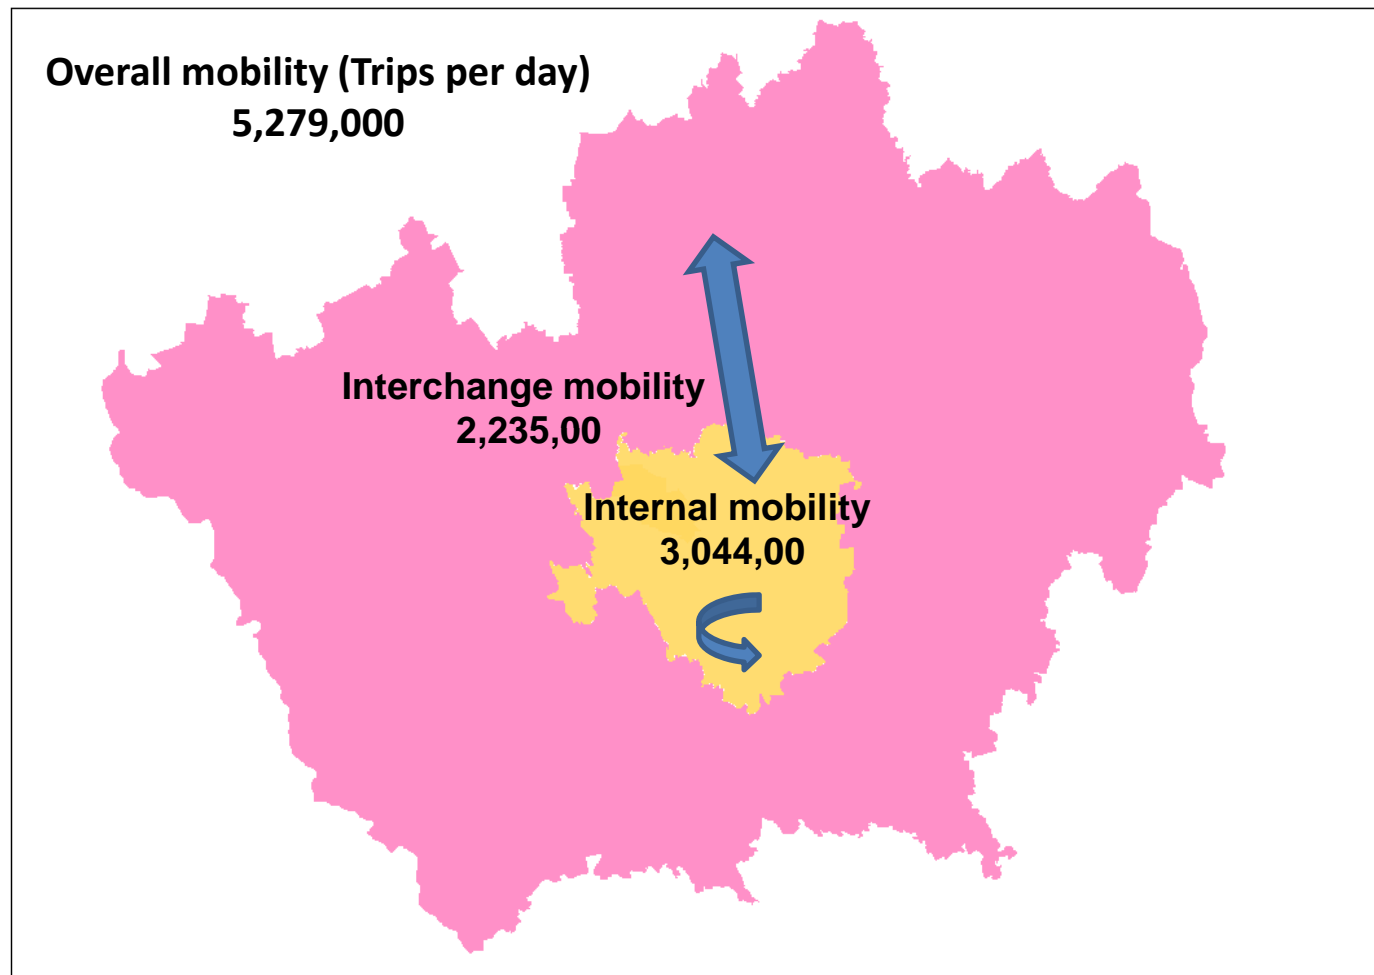 Overall mobility (Trips per day)
5,279,000
Interchange mobility
2,235,00
Internal mobility
3,044,00